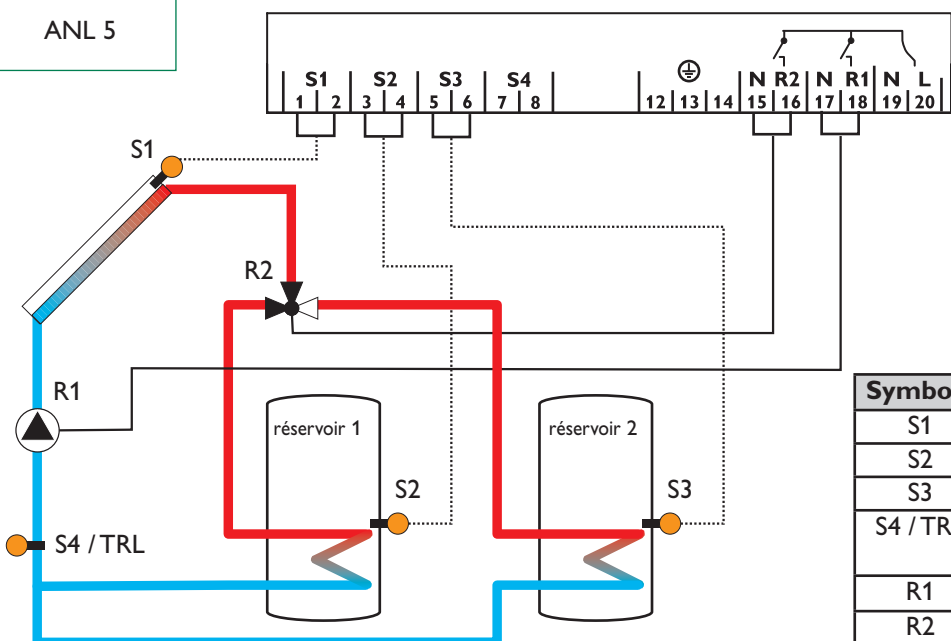 ANL 5
S1 S2 S3 S4 N R2 N R1 N L
1 2 3 4 5 6 7 8 12 13 14 15 16 17 18 19 20
S1
R2
R1
réservoir 1
réservoir 2
S2
S3
S4 / TRL
Symbo
S1
S2
S3
S4 / TR
R1
R2